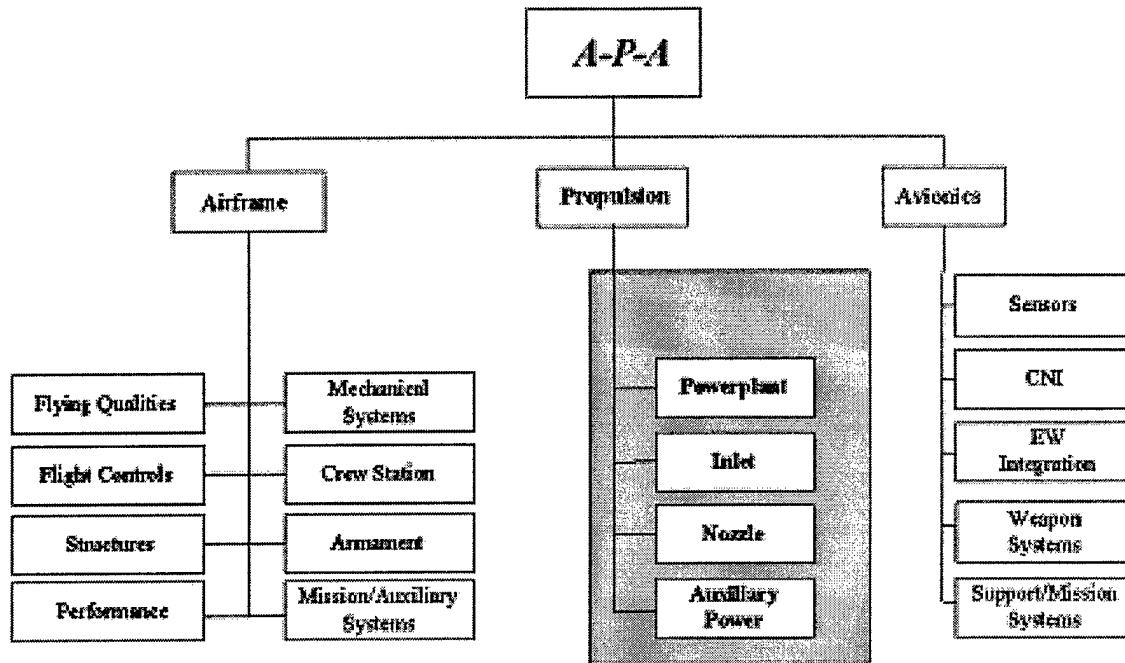 A-P-A
Airframe
Propulsion
Avionics
Flying Qualities
Flight Controls
Structures
Performance
Mechanical
Systems
Crew Station
Armament
Mission/Auxiliary
Systems
Powerplant
Inlet
Nozzle
Auxiliary
Power
Sensors
CNI
EW
Integration
Weapon
Systems
Support/Mission
Systems